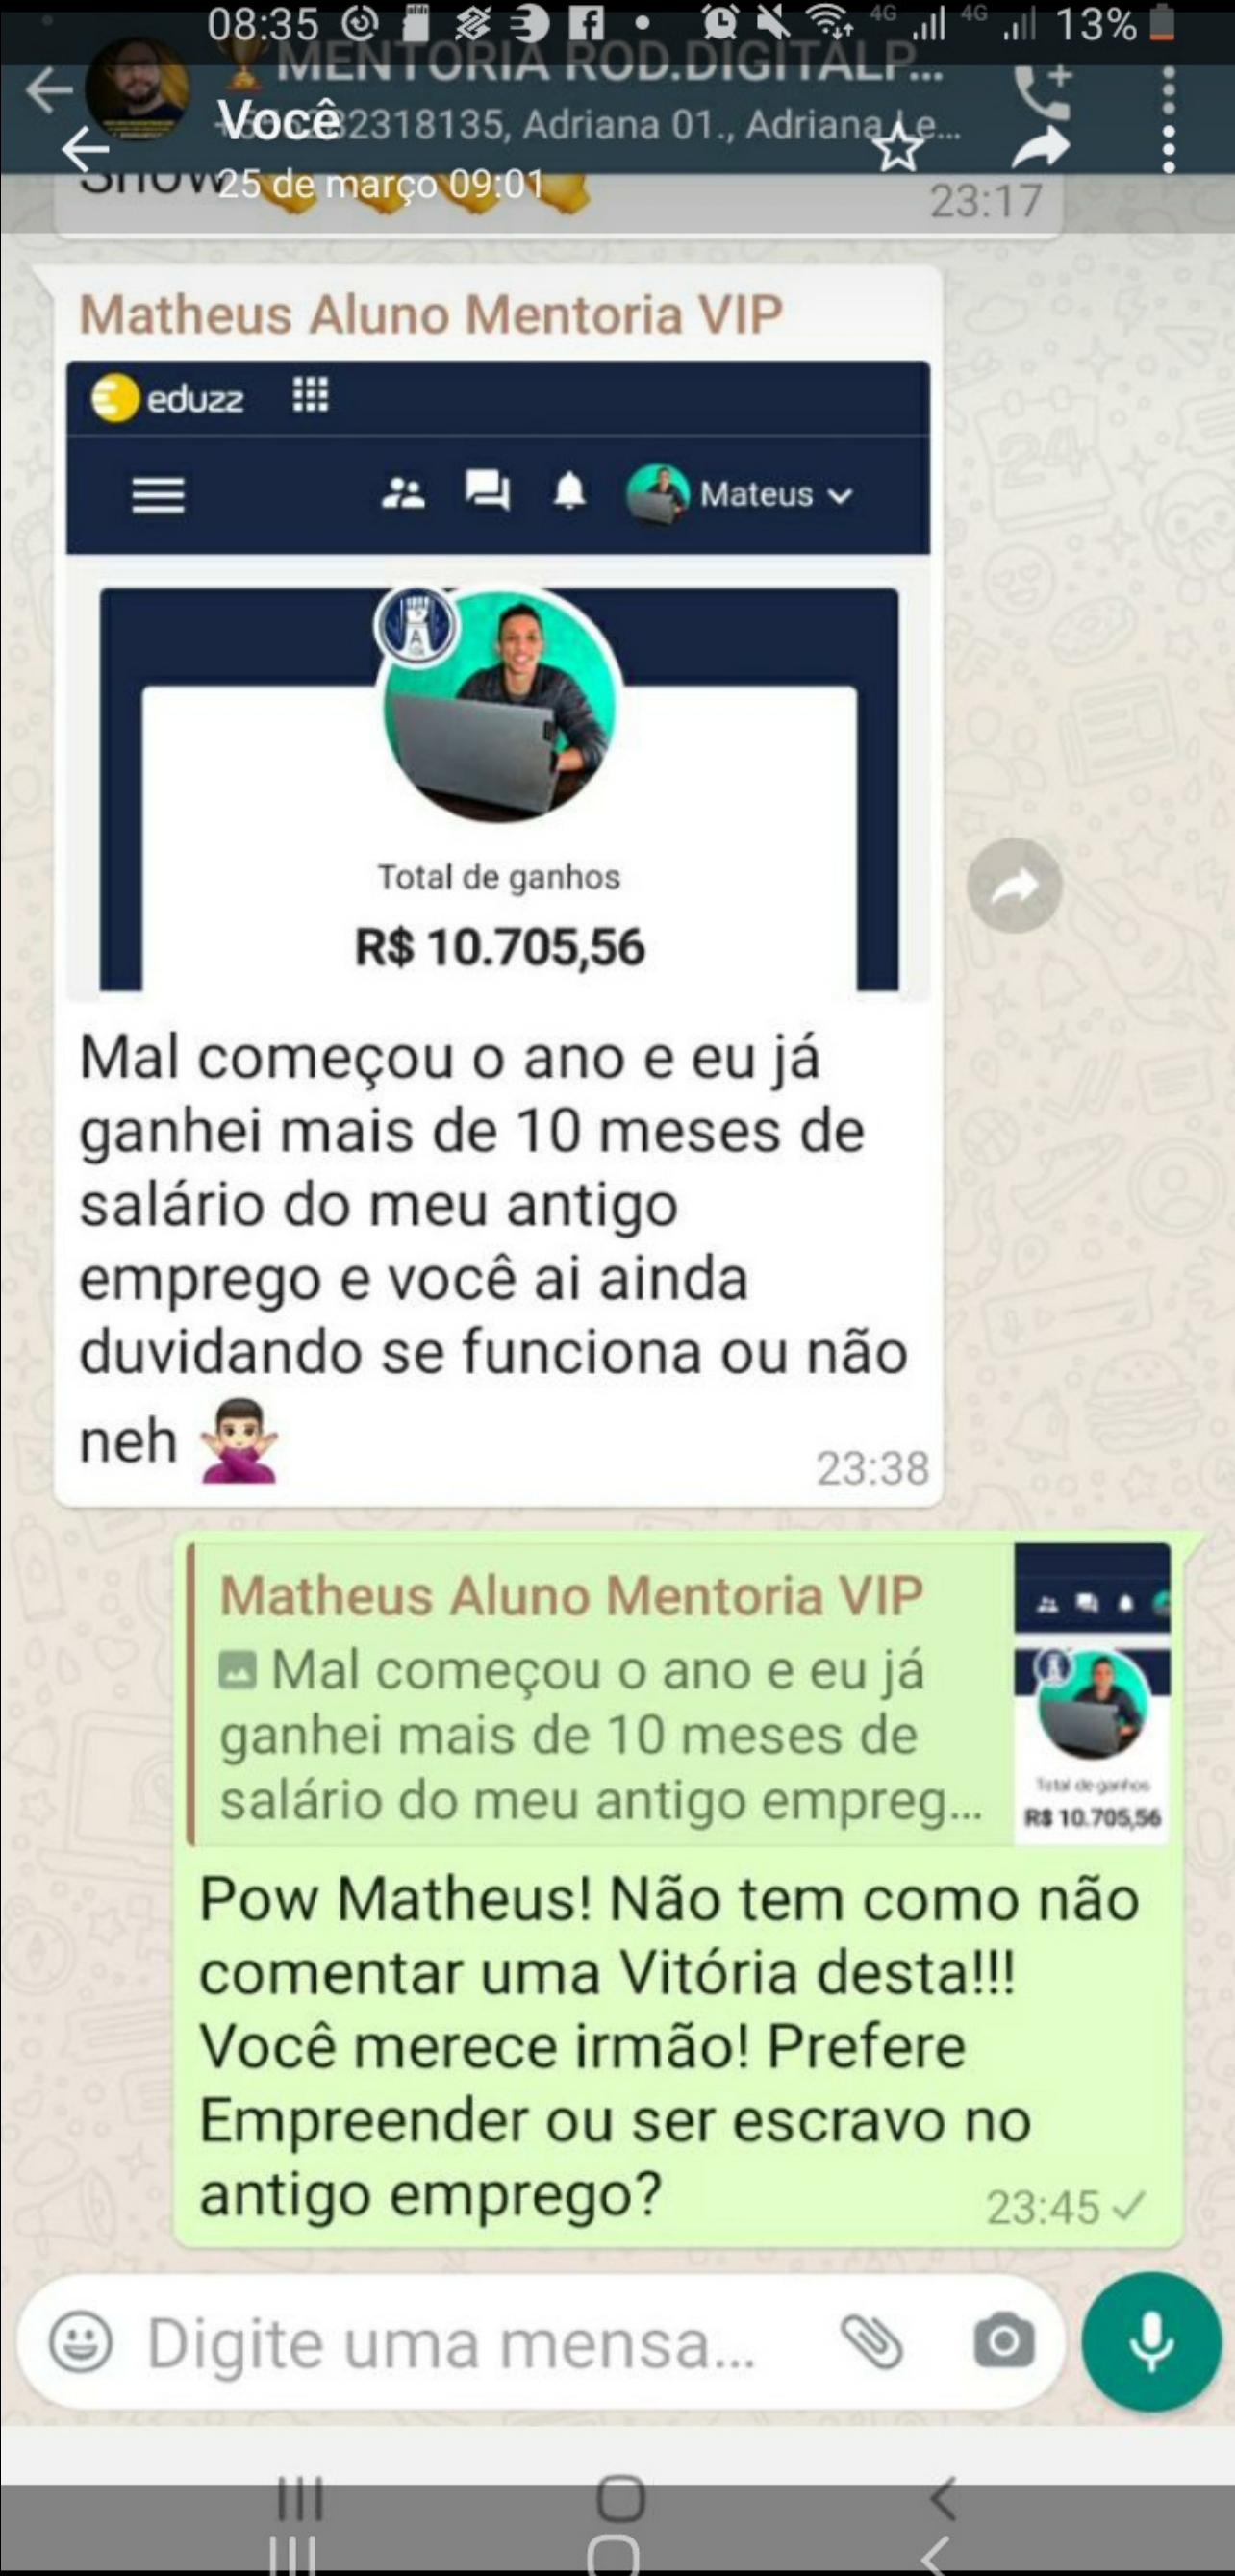 08:35 4G 4G 13%
MENTORIA ROD.DIGITALP...
Você 2318135, Adriana 01., Adriana Le...
25 de março 09:01
Show
23:17
Matheus Aluno Mentoria VIP
eduzz
Mateus
Total de ganhos
R$ 10.705,56
Mal começou o ano e eu já
ganhei mais de 10 meses de
salário do meu antigo
emprego e você ai ainda
duvidando se funciona ou não
neh
23:38
Matheus Aluno Mentoria VIP
Mal começou o ano e eu já
ganhei mais de 10 meses de
salário do meu antigo empreg...
Total de ganhos
R$ 10.705,56
Pow Matheus! Não tem como não
comentar uma Vitória desta!!!
Você merece irmão! Prefere
Empreender ou ser escravo no
antigo emprego?
23:45
Digite uma mensa...